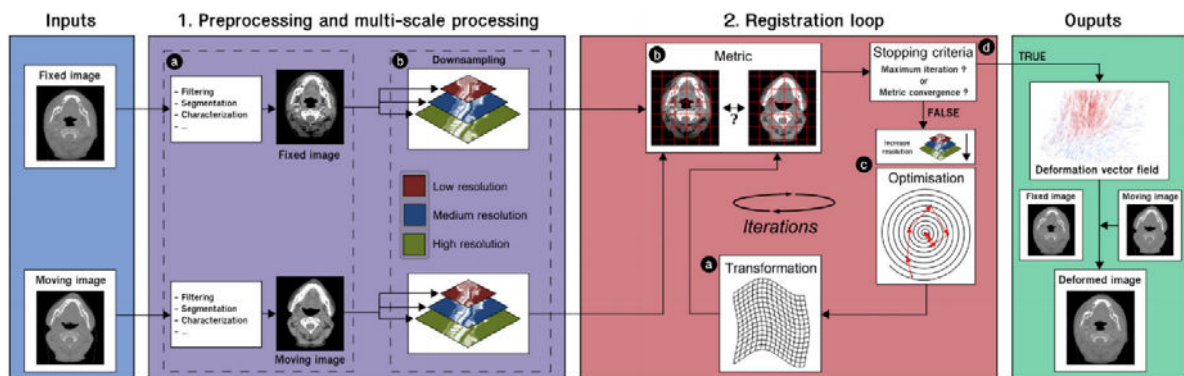 Inputs
Fixed image
Moving image
1. Preprocessing and multi-scale processing
a
- Filtering
- Segmentation
- Characterization
- ...
Fixed image
b
Downsampling
Low resolution
Medium resolution
High resolution
- Filtering
- Segmentation
- Characterization
- ...
Moving image
2. Registration loop
b
Metric
?
d
Stopping criteria
Maximum iteration ?
or
Metric convergence ?
TRUE
FALSE
Increase
resolution
c
Optimisation
Iterations
a
Transformation
Ouputs
Deformation vector field
Fixed image
Moving image
Deformed image